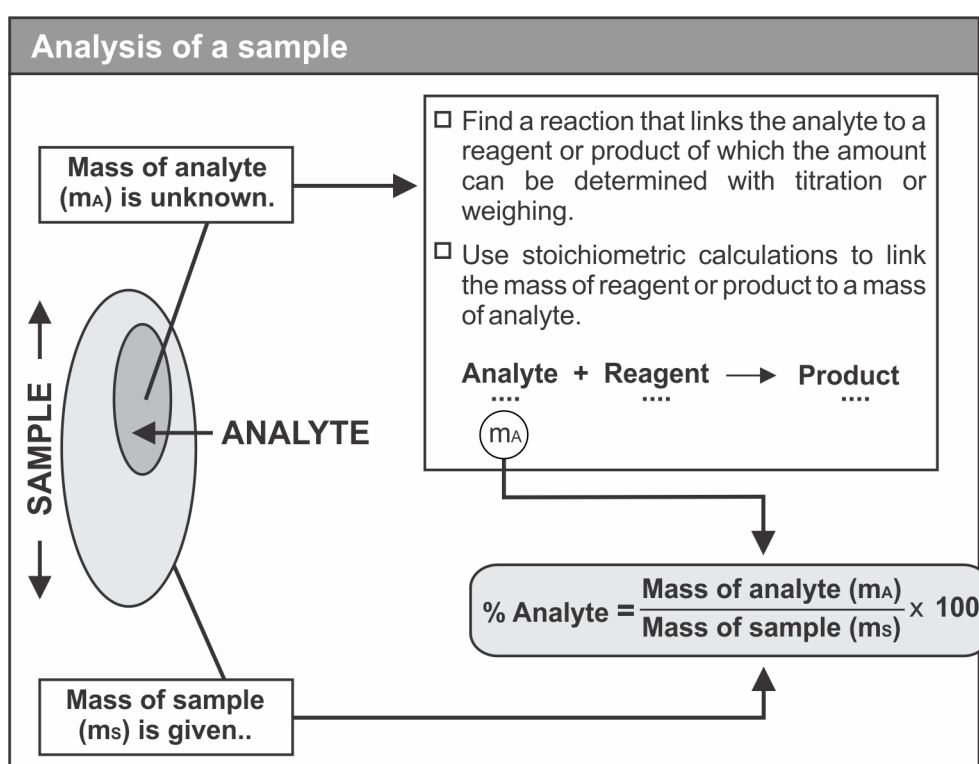 Analysis of a sample
Mass of analyte
(mA) is unknown.
☐ Find a reaction that links the analyte to a
reagent or product of which the amount
can be determined with titration or
weighing.
☐ Use stoichiometric calculations to link
the mass of reagent or product to a mass
of analyte.
Analyte + Reagent → Product
.... .... ....
mA
SAMPLE
ANALYTE
% Analyte = Mass of analyte (mA) x 100
Mass of sample (ms)
Mass of sample
(ms) is given..